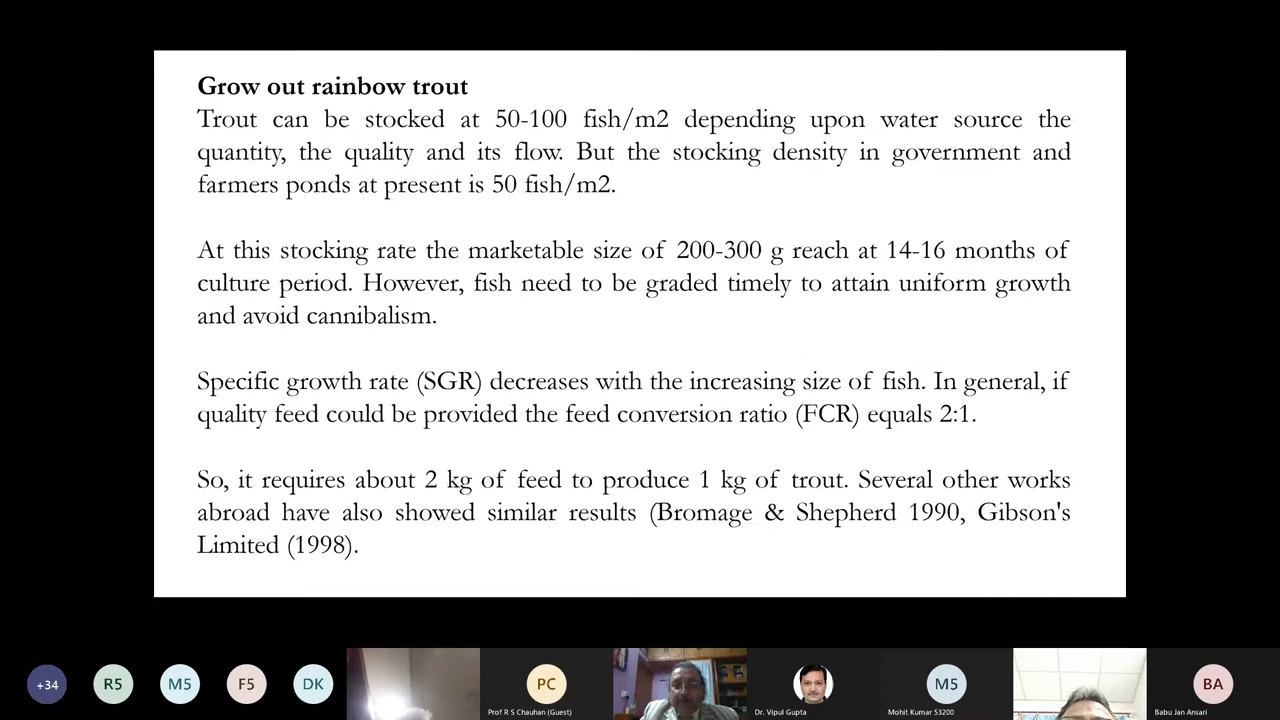 Grow out rainbow trout
Trout can be stocked at 50-100 fish/m2 depending upon water source the
quantity, the quality and its flow. But the stocking density in government and
farmers ponds at present is 50 fish/m2.
At this stocking rate the marketable size of 200-300 g reach at 14-16 months of
culture period. However, fish need to be graded timely to attain uniform growth
and avoid cannibalism.
Specific growth rate (SGR) decreases with the increasing size of fish. In general, if
quality feed could be provided the feed conversion ratio (FCR) equals 2:1.
So, it requires about 2 kg of feed to produce 1 kg of trout. Several other works
abroad have also showed similar results (Bromage & Shepherd 1990, Gibson's
Limited (1998).
+34
R5
M5
F5
DK
PC
Prof R S Chauhan (Guest)
Dr. Vipul Gupta
M5
Mohit Kumar 53200
BA
Babu Jan Ansari